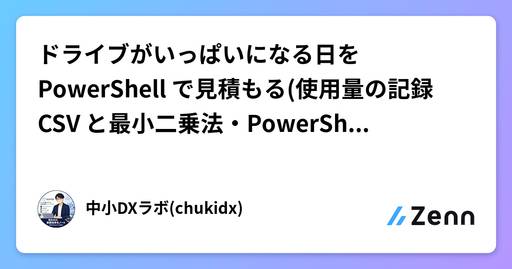 ドライブがいっぱいになる日を
PowerShell で見積もる(使用量の記録
CSV と最小二乗法・PowerSh...
中小DXラボ(chukidx)
Zenn